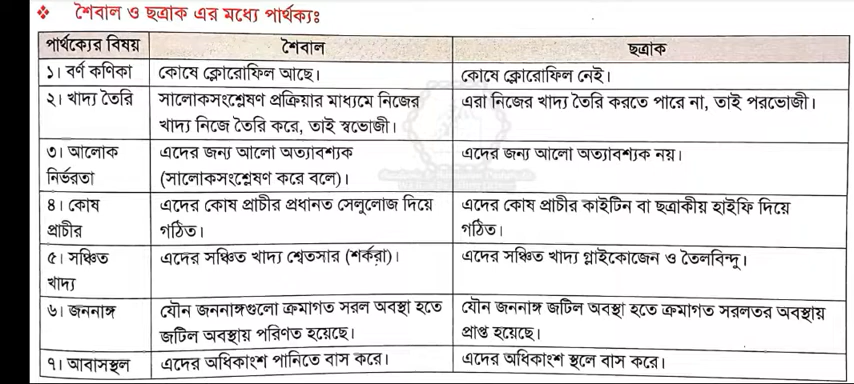 ❖ শৈবাল ও ছত্রাক এর মধ্যে পার্থক্যঃ
পার্থক্যের বিষয় শৈবাল ছত্রাক
১। বর্ণ কণিকা কোষে ক্লোরোফিল আছে। কোষে ক্লোরোফিল নেই।
২। খাদ্য তৈরি সালোকসংশ্লেষণ প্রক্রিয়ার মাধ্যমে নিজের এরা নিজের খাদ্য তৈরি করতে পারে না, তাই পরভোজী।
খাদ্য নিজে তৈরি করে, তাই স্বভোজী।
৩। আলোক এদের জন্য আলো অত্যাবশ্যক এদের জন্য আলো অত্যাবশ্যক নয়।
নির্ভরতা (সালোকসংশ্লেষণ করে বলে)।
৪। কোষ এদের কোষ প্রাচীর প্রধানত সেলুলোজ দিয়ে এদের কোষ প্রাচীর কাইটিন বা ছত্রাকীয় হাইফি দিয়ে
প্রাচীর গঠিত। গঠিত।
৫। সঞ্চিত এদের সঞ্চিত খাদ্য শ্বেতসার (শর্করা)। এদের সঞ্চিত খাদ্য গ্লাইকোজেন ও তৈলবিন্দু।
খাদ্য
৬। জননাঙ্গ যৌন জননাঙ্গগুলো ক্রমাগত সরল অবস্থা হতে যৌন জননাঙ্গ জটিল অবস্থা হতে ক্রমাগত সরলতর অবস্থায়
জটিল অবস্থায় পরিণত হয়েছে। প্রাপ্ত হয়েছে।
৭। আবাসস্থল এদের অধিকাংশ পানিতে বাস করে। এদের অধিকাংশ স্থলে বাস করে।